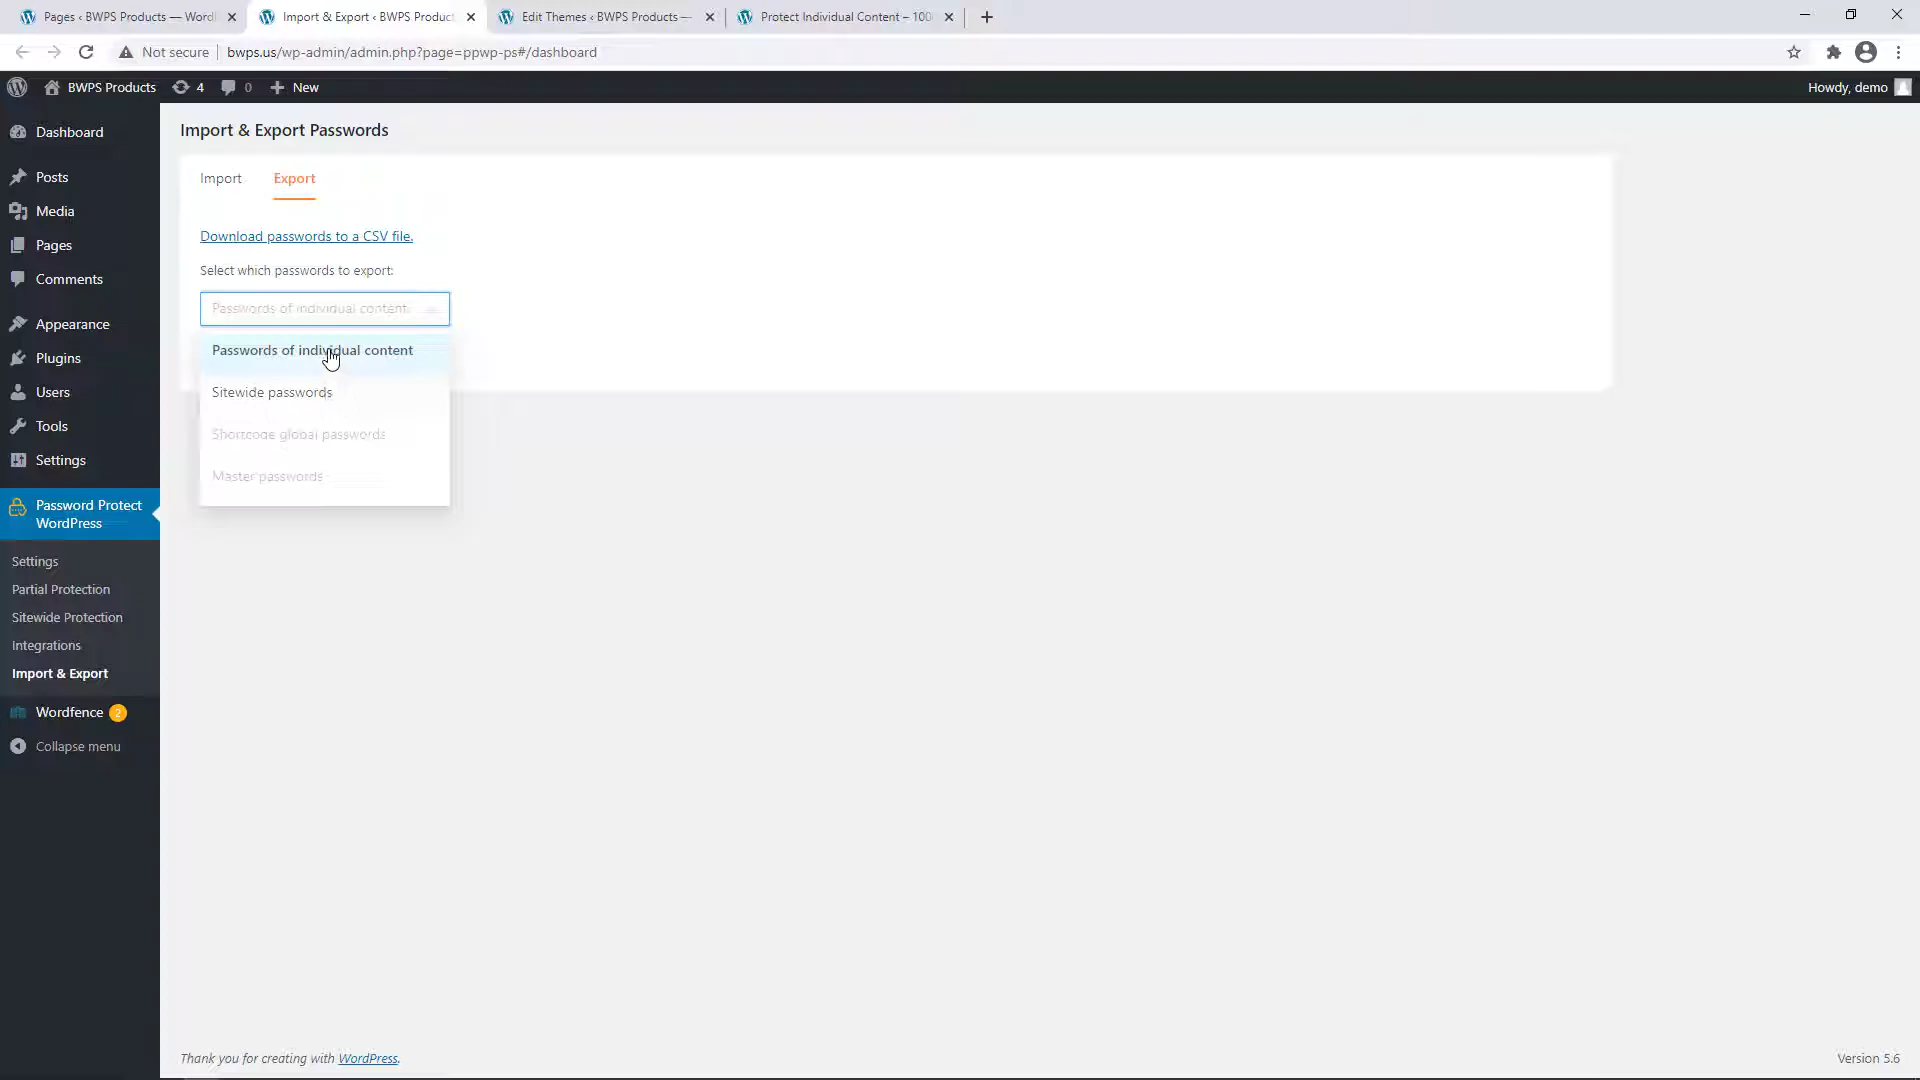 Pages ‹ BWPS Products — Word
Import & Export ‹ BWPS Product
Edit Themes ‹ BWPS Products —
Protect Individual Content – 100
Not secure
bwps.us/wp-admin/admin.php?page=ppwp-ps#/dashboard
BWPS Products
4
0
New
Howdy, demo
Dashboard
Posts
Media
Pages
Comments
Appearance
Plugins
Users
Tools
Settings
Password Protect
WordPress
Settings
Partial Protection
Sitewide Protection
Integrations
Import & Export
Wordfence 2
Collapse menu
Import & Export Passwords
Import
Export
Download passwords to a CSV file.
Select which passwords to export:
Passwords of individual content
Passwords of individual content
Sitewide passwords
Shortcode global passwords
Master passwords
Thank you for creating with WordPress.
Version 5.6